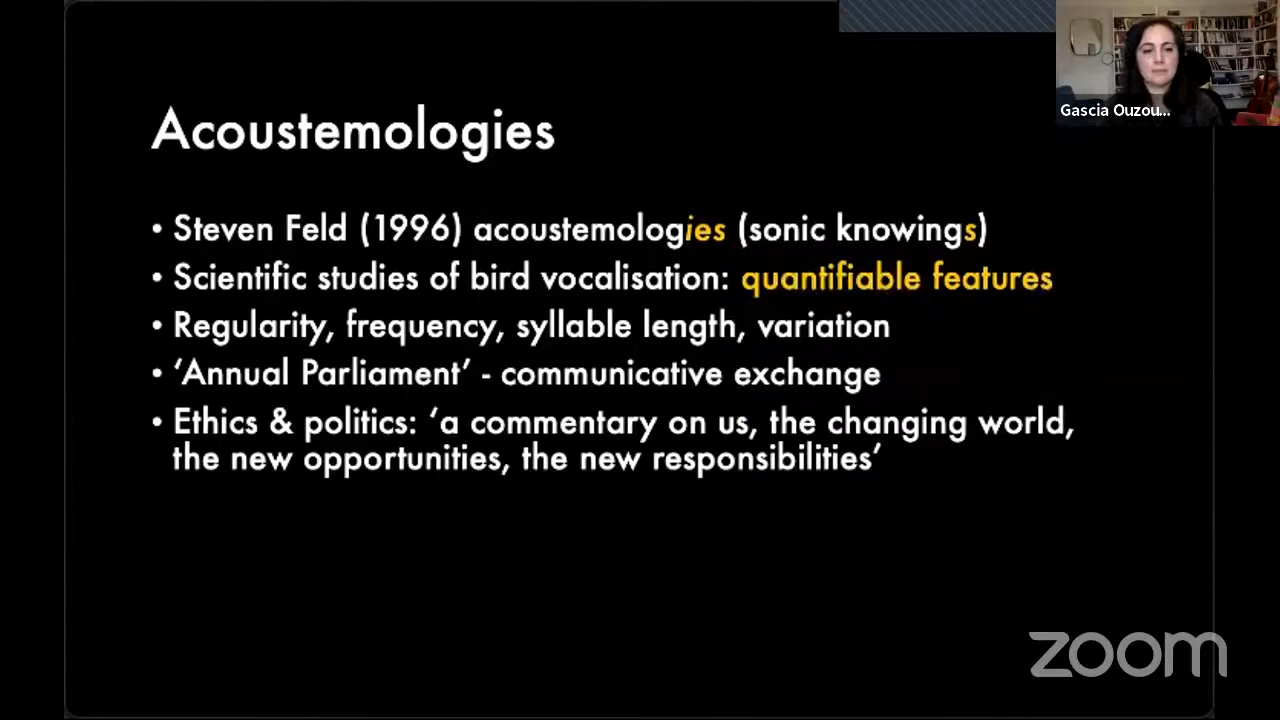 Acoustemologies
• Steven Feld (1996) acoustemologies (sonic knowings)
• Scientific studies of bird vocalisation: quantifiable features
• Regularity, frequency, syllable length, variation
• ‘Annual Parliament’ - communicative exchange
• Ethics & politics: ‘a commentary on us, the changing world,
the new opportunities, the new responsibilities’
Gascia Ouzou...
zoom